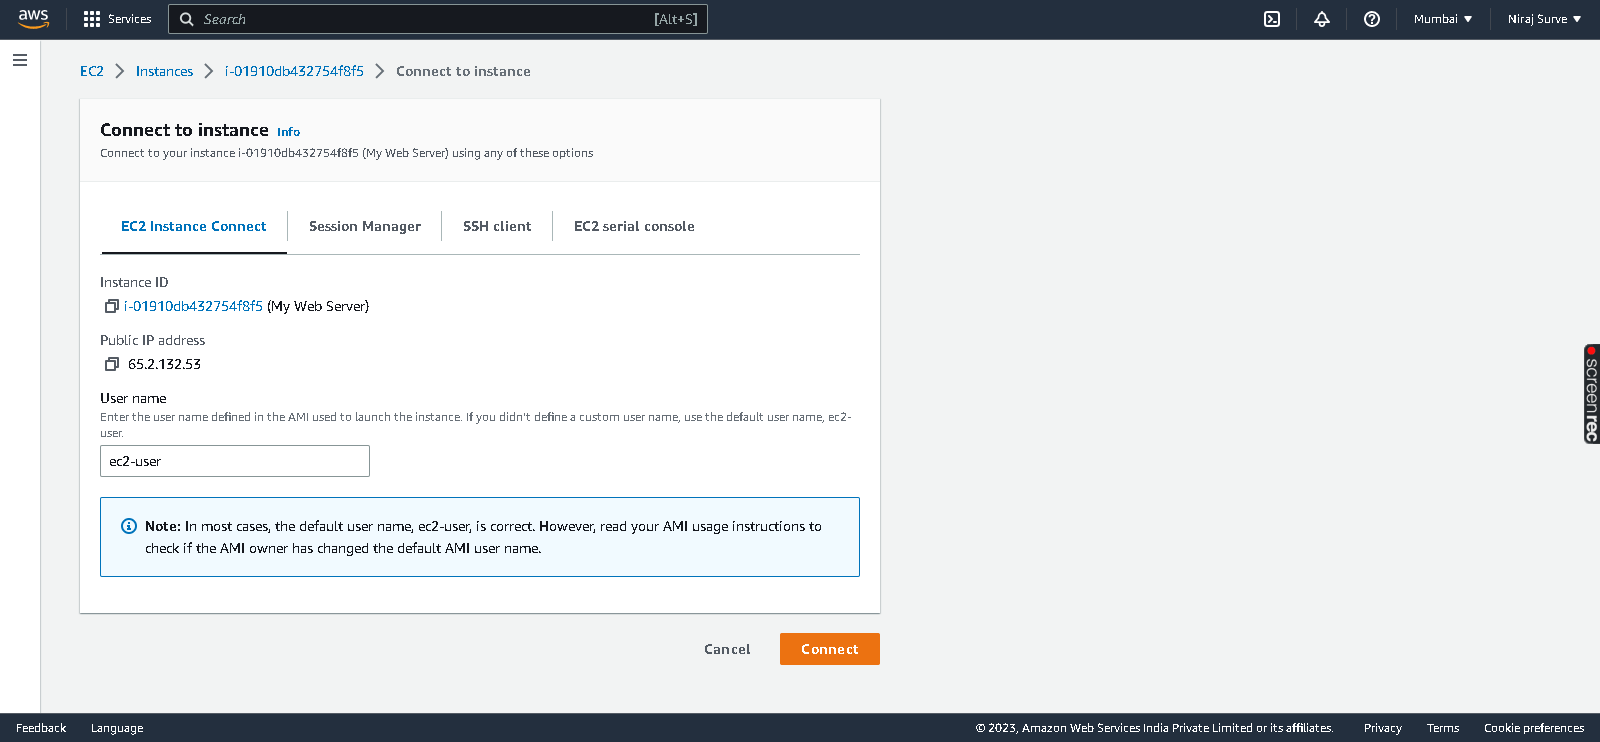 aws
Services
Search
[Alt+S]
Mumbai
Niraj Surve
EC2
Instances
i-01910db432754f8f5
Connect to instance
Connect to instance Info
Connect to your instance i-01910db432754f8f5 (My Web Server) using any of these options
EC2 Instance Connect
Session Manager
SSH client
EC2 serial console
Instance ID
i-01910db432754f8f5 (My Web Server)
Public IP address
65.2.132.53
User name
Enter the user name defined in the AMI used to launch the instance. If you didn't define a custom user name, use the default user name, ec2-
user.
ec2-user
Note: In most cases, the default user name, ec2-user, is correct. However, read your AMI usage instructions to
check if the AMI owner has changed the default AMI user name.
Cancel
Connect
screenrec
Feedback
Language
© 2023, Amazon Web Services India Private Limited or its affiliates.
Privacy
Terms
Cookie preferences